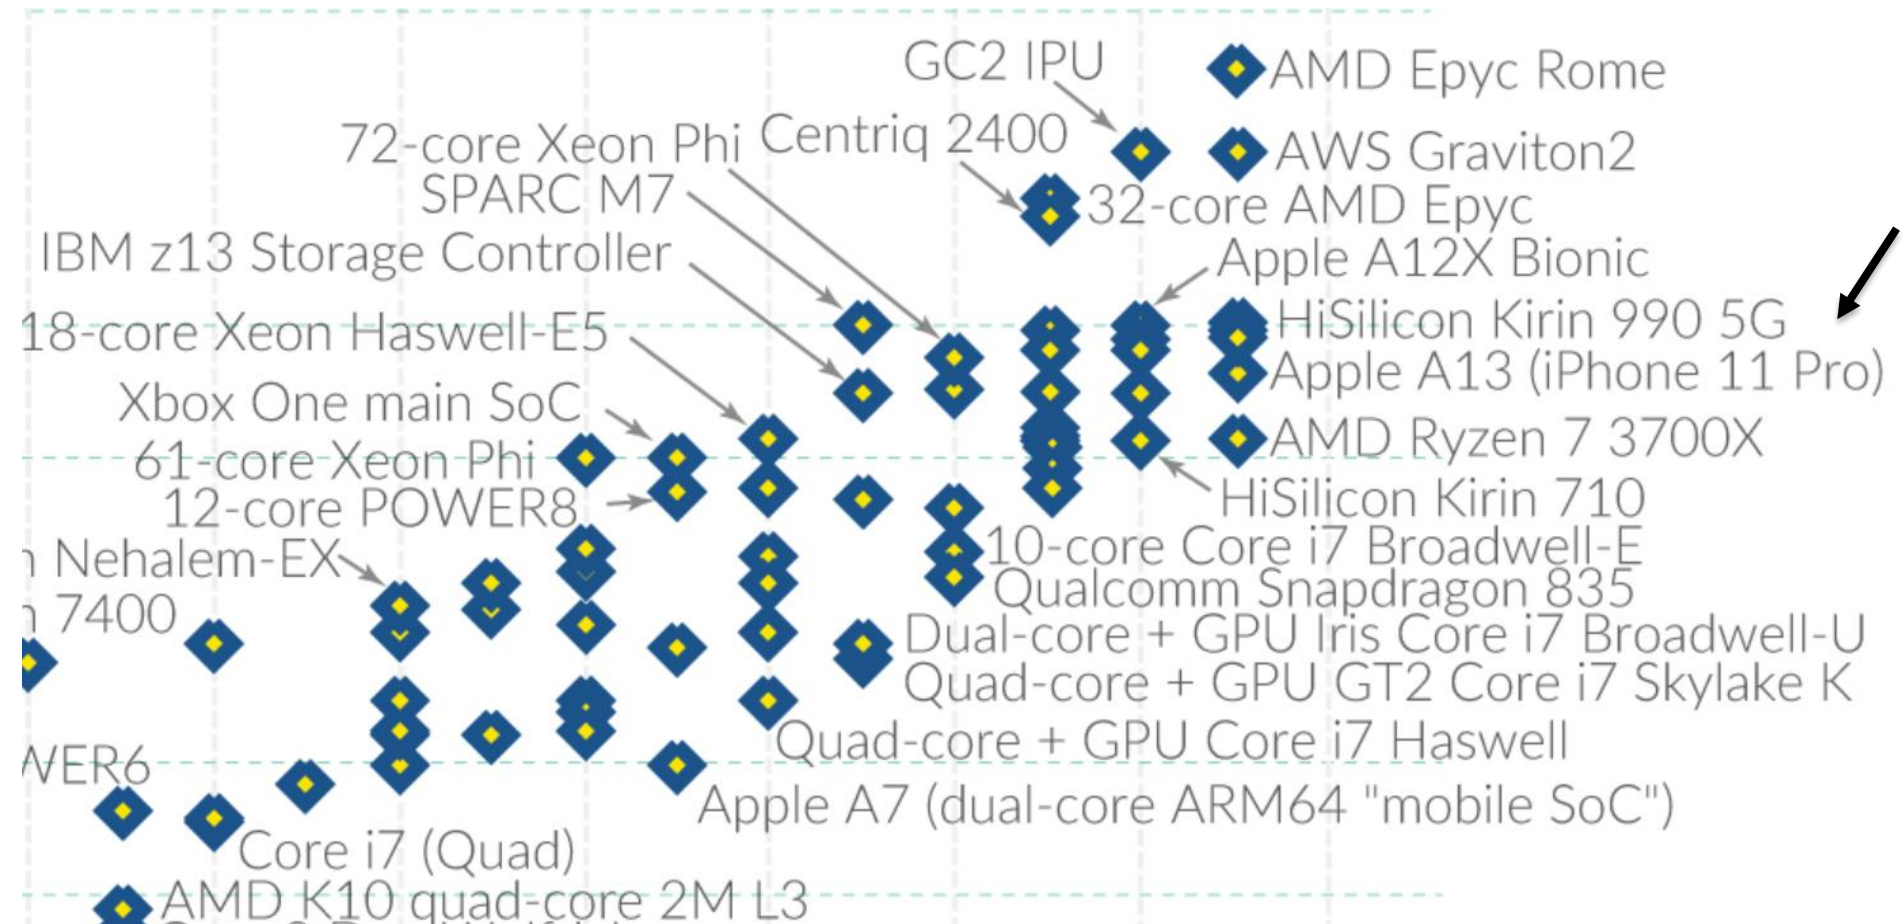 GC2 IPU
AMD Epyc Rome
72-core Xeon Phi
Centriq 2400
AWS Graviton2
SPARC M7
32-core AMD Epyc
IBM z13 Storage Controller
Apple A12X Bionic
18-core Xeon Haswell-E5
HiSilicon Kirin 990 5G
Xbox One main SoC
Apple A13 (iPhone 11 Pro)
61-core Xeon Phi
AMD Ryzen 7 3700X
12-core POWER8
HiSilicon Kirin 710
Nehalem-EX
10-core Core i7 Broadwell-E
7400
Qualcomm Snapdragon 835
Dual-core + GPU Iris Core i7 Broadwell-U
Quad-core + GPU GT2 Core i7 Skylake K
Quad-core + GPU Core i7 Haswell
WER6
Apple A7 (dual-core ARM64 "mobile SoC")
Core i7 (Quad)
AMD K10 quad-core 2M L3